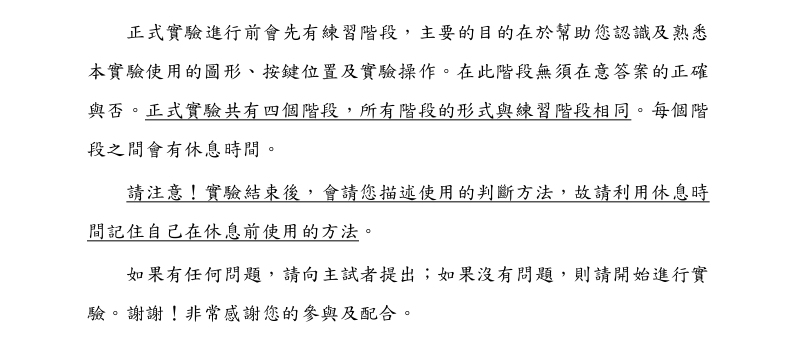 正式實驗進行前會先有練習階段，主要的目的在於幫助您認識及熟悉
本實驗使用的圖形、按鍵位置及實驗操作。在此階段無須在意答案的正確
與否。正式實驗共有四個階段，所有階段的形式與練習階段相同。每個階
段之間會有休息時間。
請注意！實驗結束後，會請您描述使用的判斷方法，故請利用休息時
間記住自己在休息前使用的方法。
如果有任何問題，請向主試者提出；如果沒有問題，則請開始進行實
驗。謝謝！非常感謝您的參與及配合。